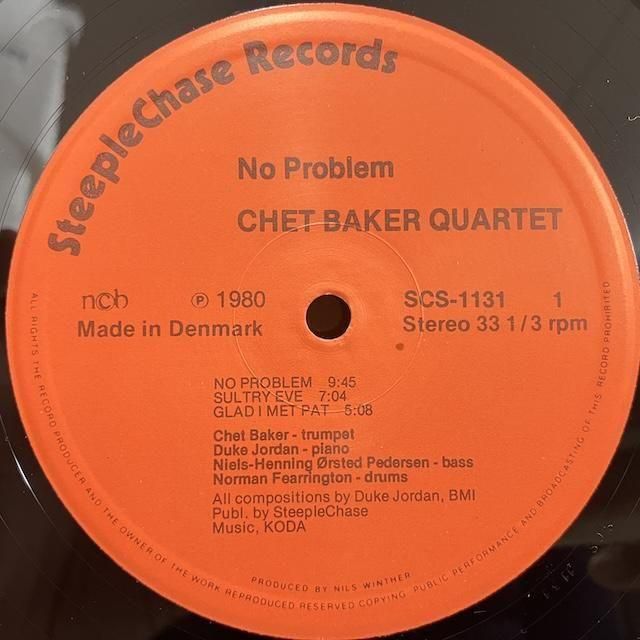 SteepleChase Records
No Problem
CHET BAKER QUARTET
ncb ℗ 1980 SCS-1131 1
Made in Denmark Stereo 33 1/3 rpm
NO PROBLEM 9:45
SULTRY EVE 7:04
GLAD I MET PAT 5:08
Chet Baker - trumpet
Duke Jordan - piano
Niels-Henning Ørsted Pedersen - bass
Norman Fearrington - drums
All compositions by Duke Jordan, BMI
Publ. by SteepleChase
Music, KODA
PRODUCED BY NILS WINTHER
ALL RIGHTS THE RECORD PRODUCER AND THE OWNER OF THE WORK REPRODUCED RESERVED COPYING, PUBLIC PERFORMANCE AND BROADCASTING OF THIS RECORD PROHIBITED